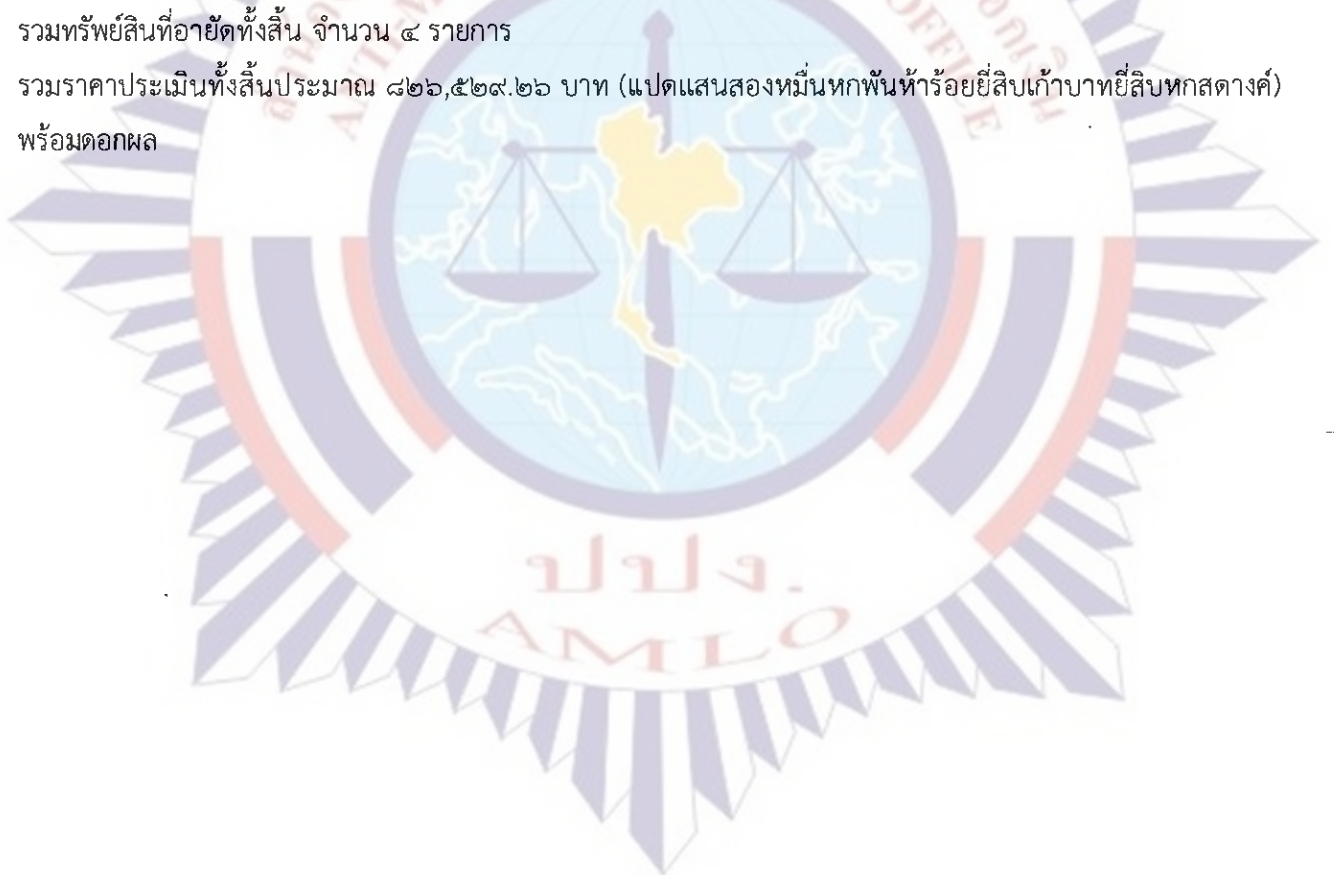 รวมทรัพย์สินที่อายัดทั้งสิ้น จำนวน ๔ รายการ
รวมราคาประเมินทั้งสิ้นประมาณ ๘๒๖,๕๒๙.๒๖ บาท (แปดแสนสองหมื่นหกพันห้าร้อยยี่สิบเก้าบาทยี่สิบหกสตางค์)
พร้อมดอกผล
OFFICE
ปปง.
AMLO